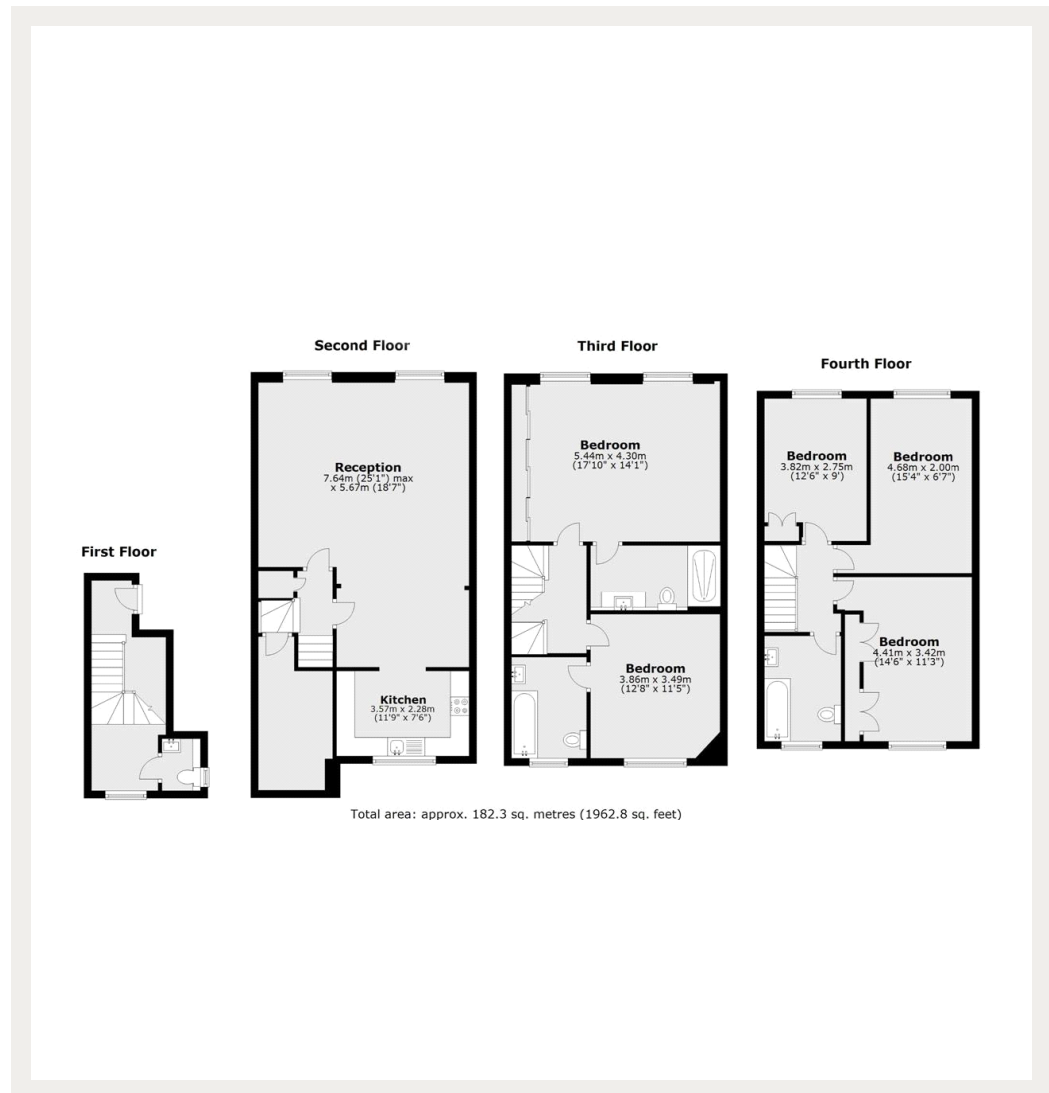 First Floor
Second Floor
Reception
7.64m (25'1") max
x 5.67m (18'7")
Kitchen
3.57m x 2.28m
(11'9" x 7'6")
Third Floor
Bedroom
5.44m x 4.30m
(17'10" x 14'1")
Bedroom
3.86m x 3.49m
(12'8" x 11'5")
Fourth Floor
Bedroom
3.82m x 2.75m
(12'6" x 9')
Bedroom
4.68m x 2.00m
(15'4" x 6'7")
Bedroom
4.41m x 3.42m
(14'6" x 11'3")
Total area: approx. 182.3 sq. metres (1962.8 sq. feet)